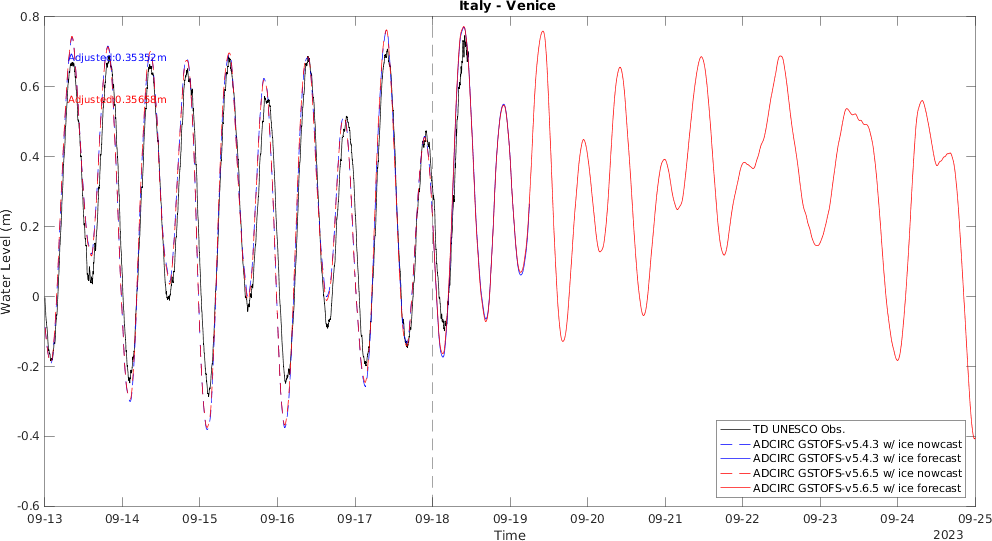 Italy - Venice
0.8
0.6
0.4
0.2
0
-0.2
-0.4
-0.6
Water Level (m)
Adjusted:0.35352m
Adjusted:0.35658m
TD UNESCO Obs.
ADCIRC GSTOFS-v5.4.3 w/ ice nowcast
ADCIRC GSTOFS-v5.4.3 w/ ice forecast
ADCIRC GSTOFS-v5.6.5 w/ ice nowcast
ADCIRC GSTOFS-v5.6.5 w/ ice forecast
09-13 09-14 09-15 09-16 09-17 09-18 09-19 09-20 09-21 09-22 09-23 09-24 09-25
Time
2023